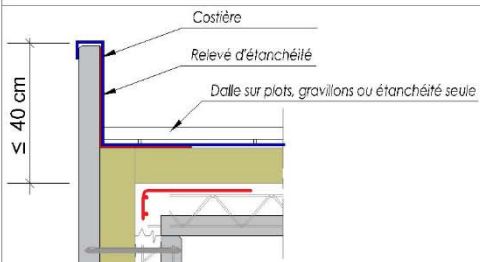 Costière
Relevé d'étanchéité
Dalle sur plots, gravillons ou étanchéité seule
≤ 40 cm